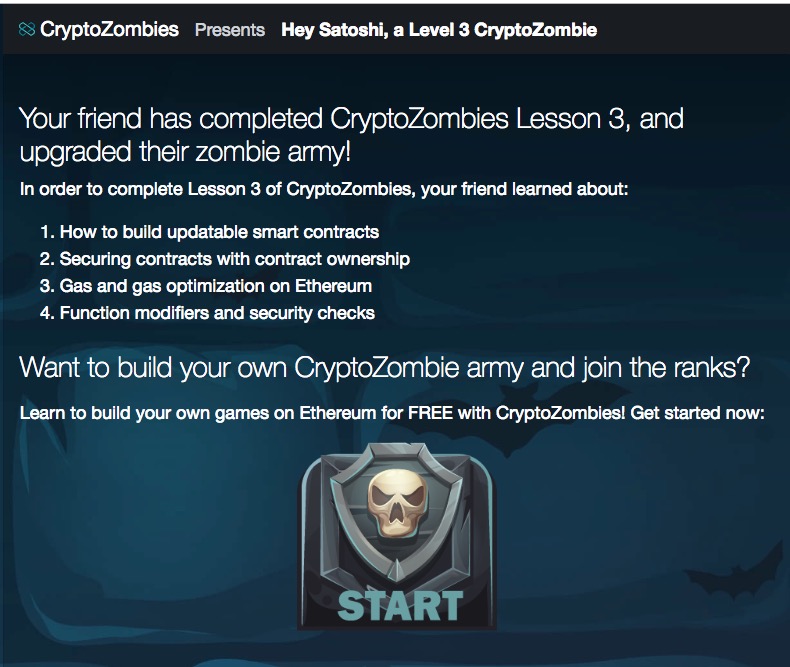 CryptoZombies Presents Hey Satoshi, a Level 3 CryptoZombie
Your friend has completed CryptoZombies Lesson 3, and
upgraded their zombie army!
In order to complete Lesson 3 of CryptoZombies, your friend learned about:
1. How to build updatable smart contracts
2. Securing contracts with contract ownership
3. Gas and gas optimization on Ethereum
4. Function modifiers and security checks
Want to build your own CryptoZombie army and join the ranks?
Learn to build your own games on Ethereum for FREE with CryptoZombies! Get started now:
START